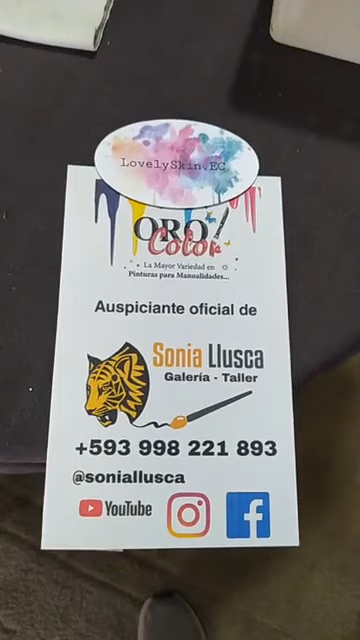 LovelySkin.EC
ORO
Color
La Mayor Variedad en
Pinturas para Manualidades...
Auspiciante oficial de
Sonia Llusca
Galería - Taller
+593 998 221 893
@soniallusca
YouTube